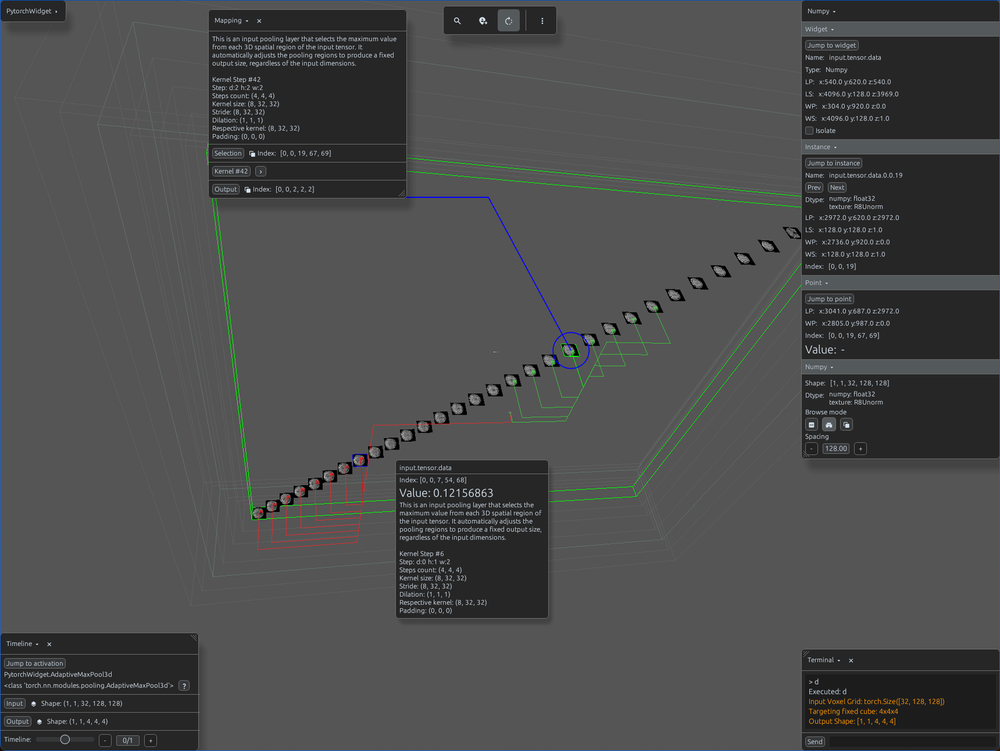 PytorchWidget
Mapping
This is an input pooling layer that selects the maximum value
from each 3D spatial region of the input tensor. It
automatically adjusts the pooling regions to produce a fixed
output size, regardless of the input dimensions.
Kernel Step #42
Step: d:2 h:2 w:2
Steps count: (4, 4, 4)
Kernel size: (8, 32, 32)
Stride: (8, 32, 32)
Dilation: (1, 1, 1)
Respective kernel: (8, 32, 32)
Padding: (0, 0, 0)
Selection Index: [0, 0, 19, 67, 69]
Kernel #42
Output Index: [0, 0, 2, 2, 2]
Numpy
Widget
Jump to widget
Name: input.tensor.data
Type: Numpy
LP: x:540.0 y:620.0 z:540.0
LS: x:4096.0 y:128.0 z:3969.0
WP: x:304.0 y:920.0 z:0.0
WS: x:4096.0 y:128.0 z:1.0
Isolate
Instance
Jump to instance
Name: input.tensor.data.0.0.19
Prev Next
Dtype: numpy: float32
texture: R8Unorm
LP: x:2972.0 y:620.0 z:2972.0
LS: x:128.0 y:128.0 z:1.0
WP: x:2736.0 y:920.0 z:0.0
WS: x:128.0 y:128.0 z:1.0
Index: [0, 0, 19]
Point
Jump to point
LP: x:3041.0 y:687.0 z:2972.0
WP: x:2805.0 y:987.0 z:0.0
Index: [0, 0, 19, 67, 69]
Value: -
Numpy
Shape: [1, 1, 32, 128, 128]
Dtype: numpy: float32
texture: R8Unorm
Browse mode
Spacing
- 128.00 +
input.tensor.data
Index: [0, 0, 7, 54, 68]
Value: 0.12156863
This is an input pooling layer that selects the
maximum value from each 3D spatial region of
the input tensor. It automatically adjusts the
pooling regions to produce a fixed output size,
regardless of the input dimensions.
Kernel Step #6
Step: d:0 h:1 w:2
Steps count: (4, 4, 4)
Kernel size: (8, 32, 32)
Stride: (8, 32, 32)
Dilation: (1, 1, 1)
Respective kernel: (8, 32, 32)
Padding: (0, 0, 0)
Timeline
Jump to activation
PytorchWidget.AdaptiveMaxPool3d
<class 'torch.nn.modules.pooling.AdaptiveMaxPool3d'> ?
Input Shape: (1, 1, 32, 128, 128)
Output Shape: (1, 1, 4, 4, 4)
Timeline: - 0/1 +
Terminal
> d
Executed: d
Input Voxel Grid: torch.Size([32, 128, 128])
Targeting fixed cube: 4x4x4
Output Shape: [1, 1, 4, 4, 4]
Send